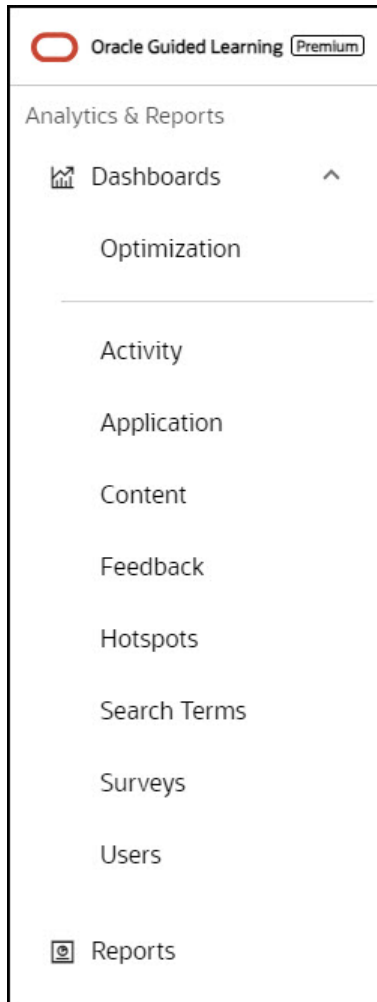 Oracle Guided Learning Premium
Analytics & Reports
Dashboards
Optimization
Activity
Application
Content
Feedback
Hotspots
Search Terms
Surveys
Users
Reports